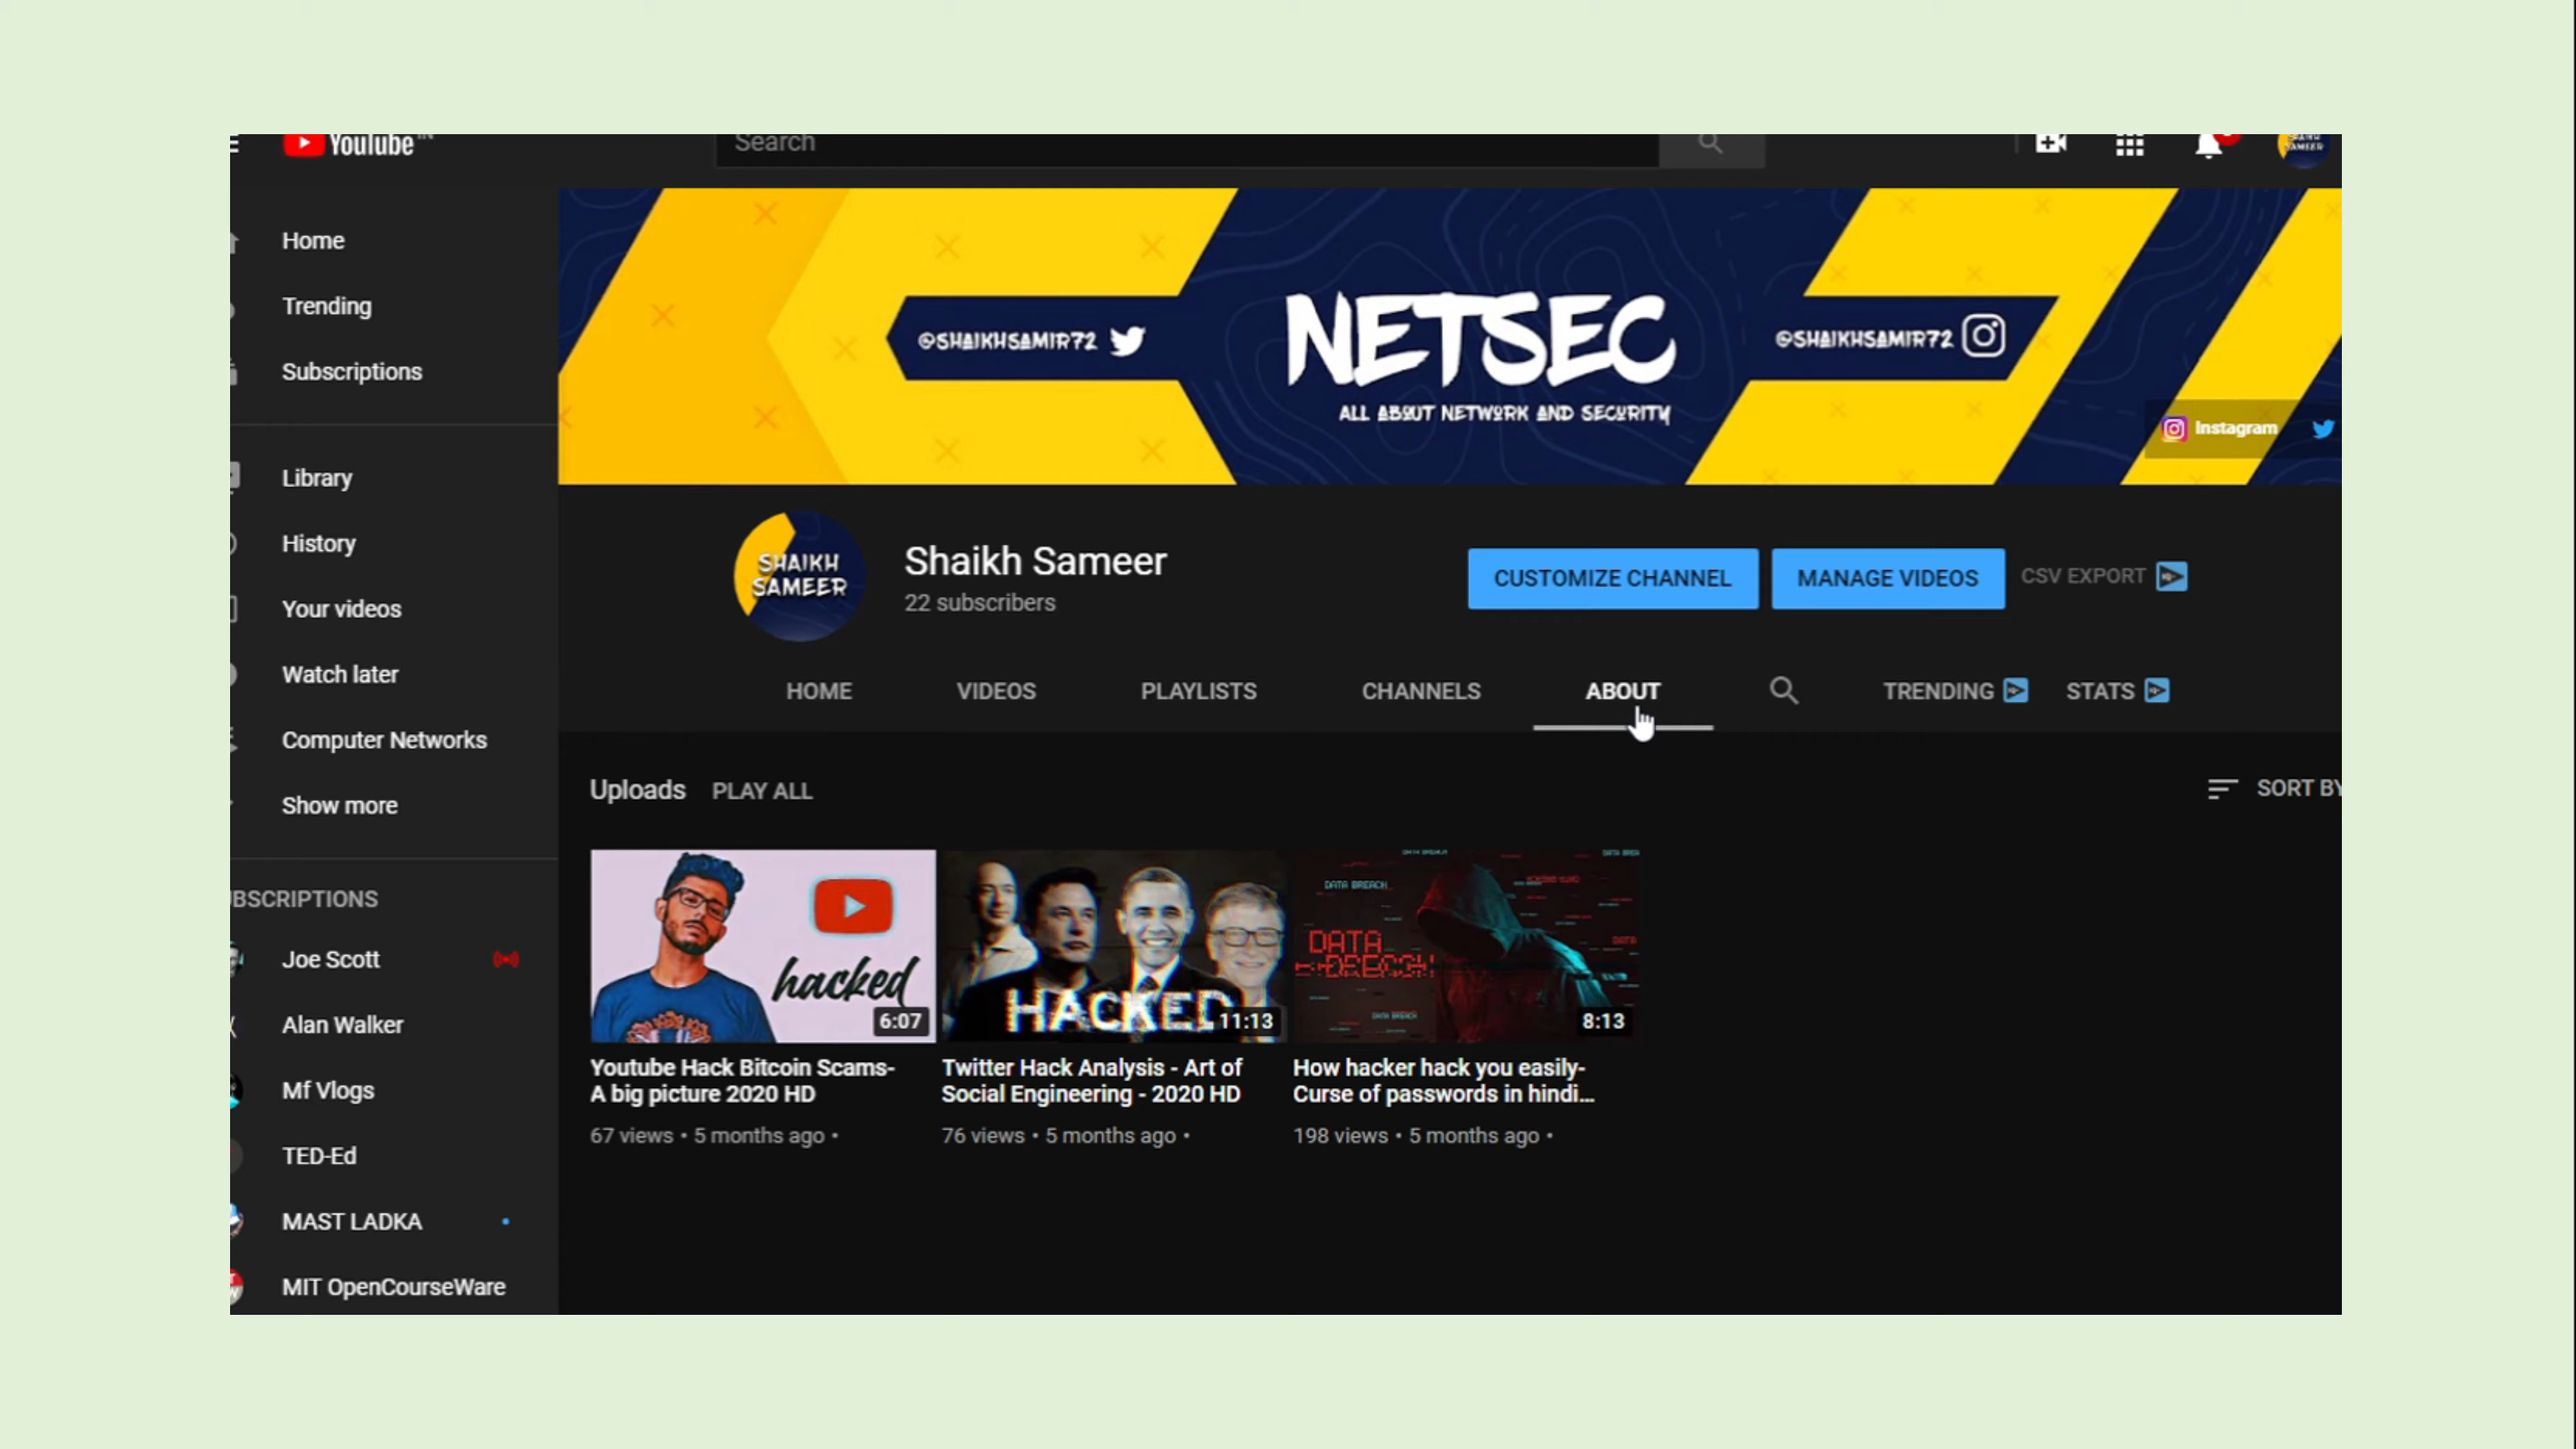 YouTube IN
Search
Home
Trending
Subscriptions
Library
History
Your videos
Watch later
Computer Networks
Show more
UBSCRIPTIONS
Joe Scott
Alan Walker
Mf Vlogs
TED-Ed
MAST LADKA
MIT OpenCourseWare
@SHAIKHSAMIR72
NETSEC
ALL ABOUT NETWORK AND SECURITY
@SHAIKHSAMIR72
Instagram
SHAIKH
SAMEER
Shaikh Sameer
22 subscribers
CUSTOMIZE CHANNEL
MANAGE VIDEOS
CSV EXPORT
HOME VIDEOS PLAYLISTS CHANNELS ABOUT TRENDING STATS
Uploads PLAY ALL
SORT BY
hacked
6:07
Youtube Hack Bitcoin Scams-
A big picture 2020 HD
67 views • 5 months ago •
HACKED
11:13
Twitter Hack Analysis - Art of
Social Engineering - 2020 HD
76 views • 5 months ago •
DATA BREACH
DATA
BREACH
8:13
How hacker hack you easily-
Curse of passwords in hindi...
198 views • 5 months ago •